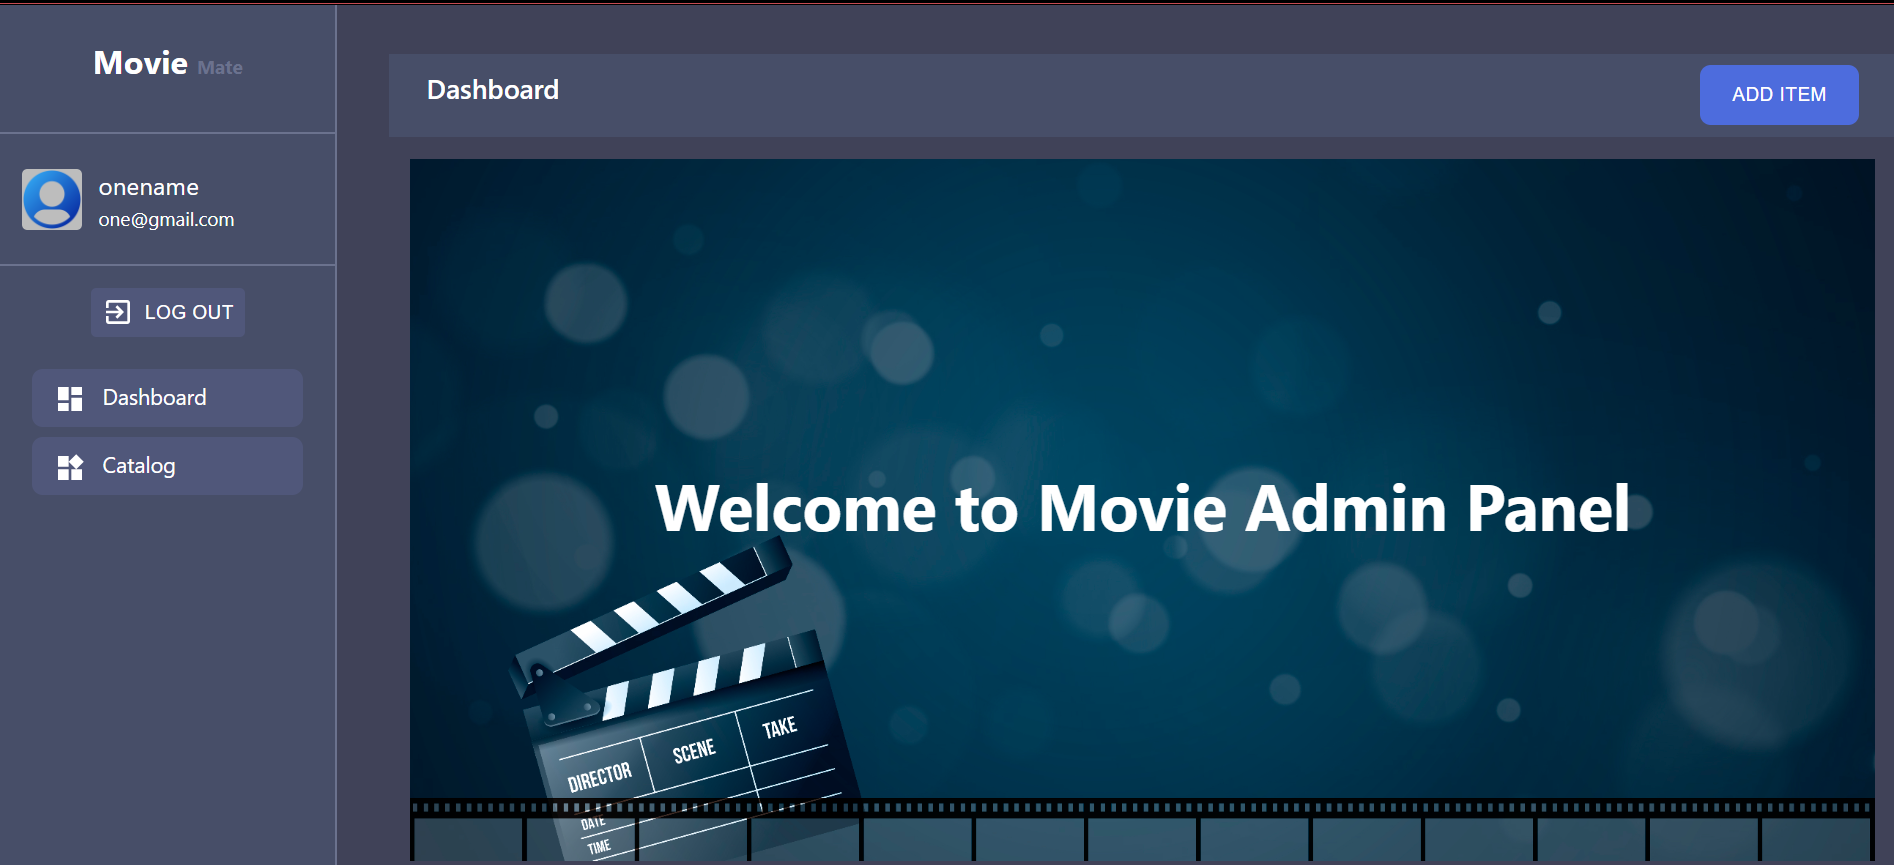 Movie Mate
onename
one@gmail.com
LOG OUT
Dashboard
Catalog
Dashboard
ADD ITEM
Welcome to Movie Admin Panel
DIRECTOR SCENE TAKE
DATE
TIME